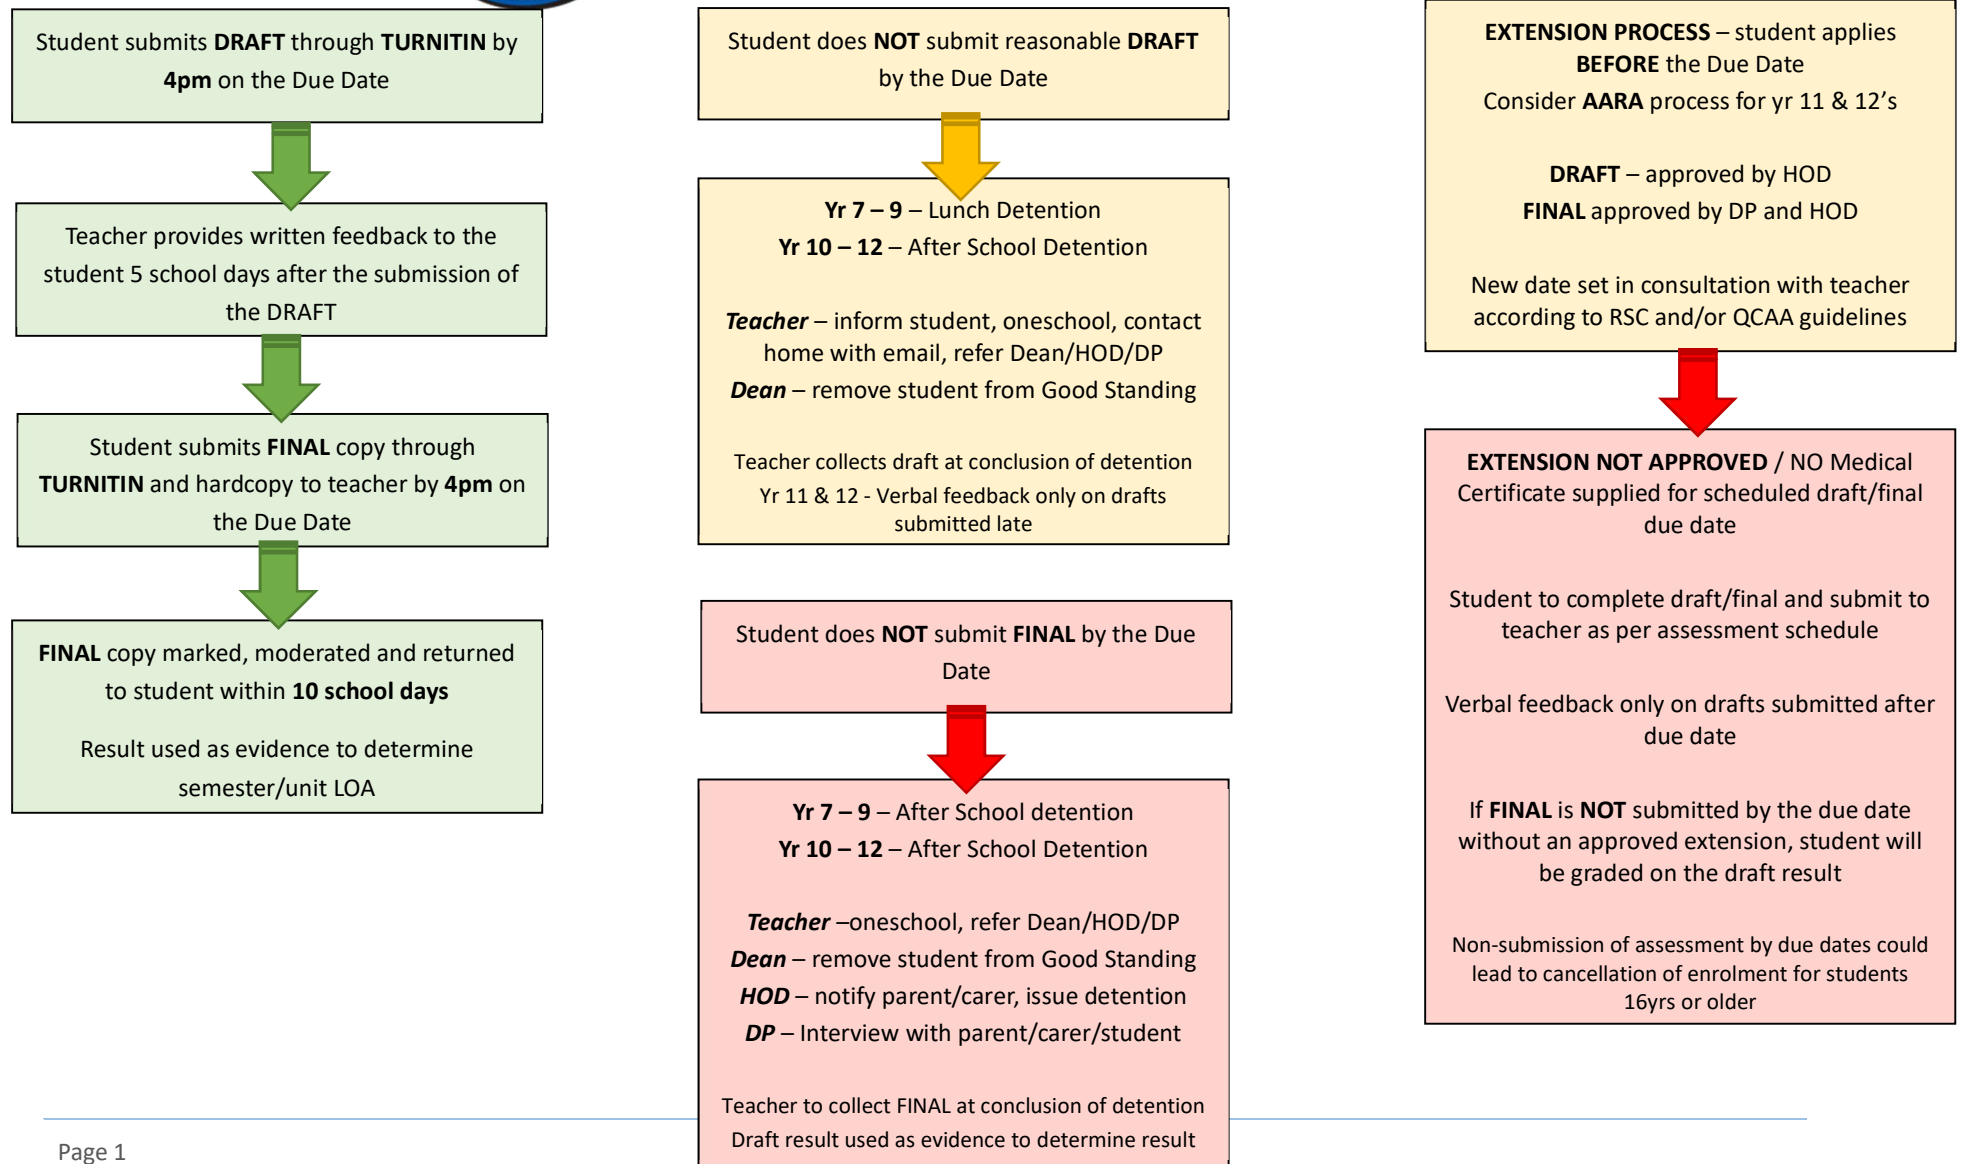 Student submits DRAFT through TURNITIN by
4pm on the Due Date
Teacher provides written feedback to the
student 5 school days after the submission of
the DRAFT
Student submits FINAL copy through
TURNITIN and hardcopy to teacher by 4pm on
the Due Date
FINAL copy marked, moderated and returned
to student within 10 school days
Result used as evidence to determine
semester/unit LOA
Student does NOT submit reasonable DRAFT
by the Due Date
Yr 7 – 9 – Lunch Detention
Yr 10 – 12 – After School Detention
Teacher – inform student, oneschool, contact
home with email, refer Dean/HOD/DP
Dean – remove student from Good Standing
Teacher collects draft at conclusion of detention
Yr 11 & 12 - Verbal feedback only on drafts
submitted late
Student does NOT submit FINAL by the Due
Date
Yr 7 – 9 – After School detention
Yr 10 – 12 – After School Detention
Teacher –oneschool, refer Dean/HOD/DP
Dean – remove student from Good Standing
HOD – notify parent/carer, issue detention
DP – Interview with parent/carer/student
Teacher to collect FINAL at conclusion of detention
Draft result used as evidence to determine result
EXTENSION PROCESS – student applies
BEFORE the Due Date
Consider AARA process for yr 11 & 12’s
DRAFT – approved by HOD
FINAL approved by DP and HOD
New date set in consultation with teacher
according to RSC and/or QCAA guidelines
EXTENSION NOT APPROVED / NO Medical
Certificate supplied for scheduled draft/final
due date
Student to complete draft/final and submit to
teacher as per assessment schedule
Verbal feedback only on drafts submitted after
due date
If FINAL is NOT submitted by the due date
without an approved extension, student will
be graded on the draft result
Non-submission of assessment by due dates could
lead to cancellation of enrolment for students
16yrs or older
Page 1